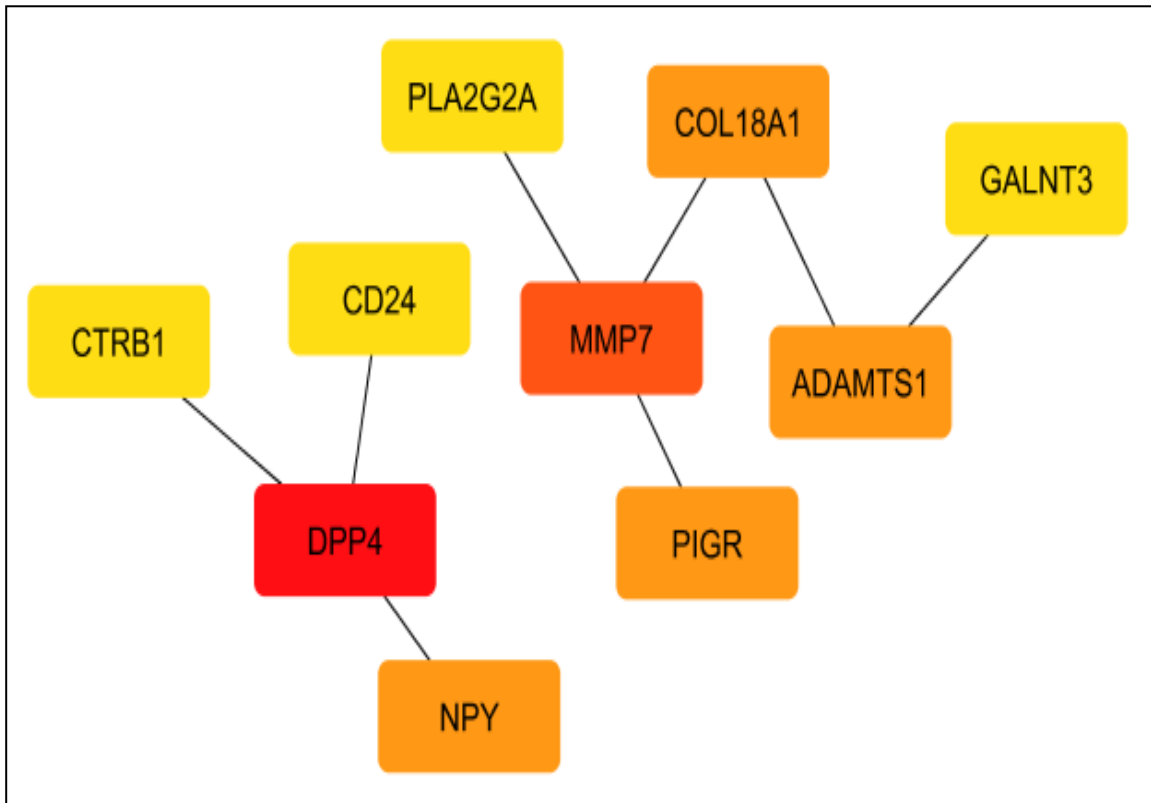 PLA2G2A
COL18A1
GALNT3
CD24
CTRB1
MMP7
ADAMTS1
DPP4
PIGR
NPY